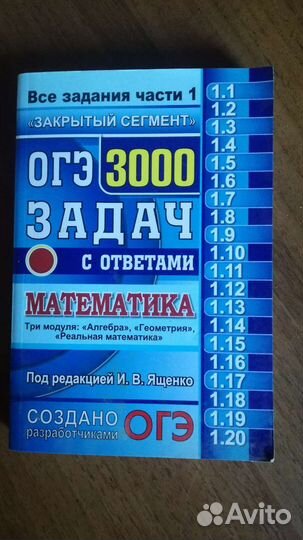 Все задания части 1
«ЗАКРЫТЫЙ СЕГМЕНТ»
ОГЭ 3000
ЗАДАЧ
С ОТВЕТАМИ
МАТЕМАТИКА
Три модуля: «Алгебра», «Геометрия»,
«Реальная математика»
Под редакцией И. В. Ященко
СОЗДАНО
разработчиками ОГЭ
1.1
1.2
1.3
1.4
1.5
1.6
1.7
1.8
1.9
1.10
1.11
1.12
1.13
1.14
1.15
1.16
1.17
1.18
1.19
1.20
Avito